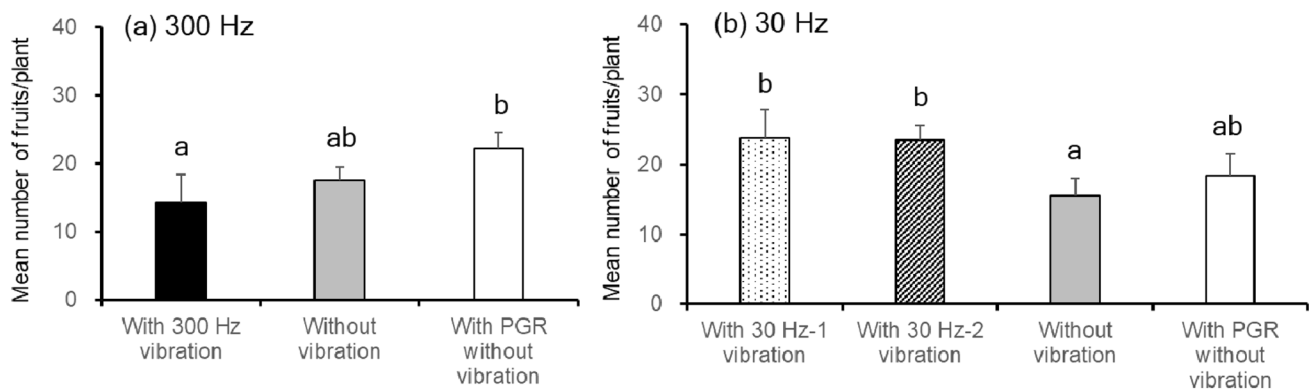 (a) 300 Hz
Mean number of fruits/plant
40
30
20
10
0
a
ab
b
With 300 Hz
vibration
Without
vibration
With PGR
without
vibration
(b) 30 Hz
Mean number of fruits/plant
40
30
20
10
0
b
b
a
ab
With 30 Hz-1
vibration
With 30 Hz-2
vibration
Without
vibration
With PGR
without
vibration